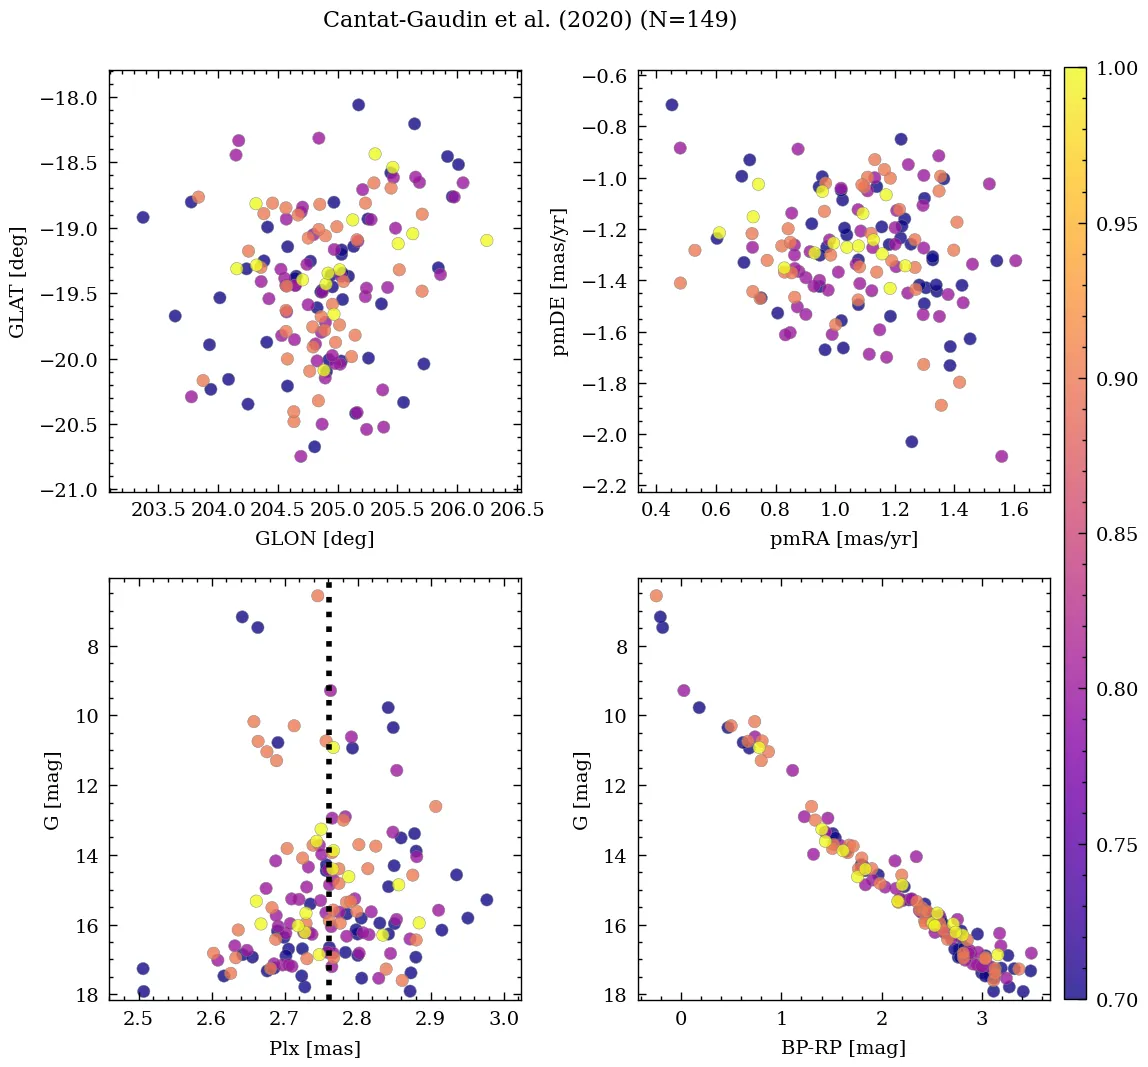 Cantat-Gaudin et al. (2020) (N=149)
−18.0
−18.5
−19.0
−19.5
−20.0
−20.5
−21.0
GLAT [deg]
203.5 204.0 204.5 205.0 205.5 206.0 206.5
GLON [deg]
−0.6
−0.8
−1.0
−1.2
−1.4
−1.6
−1.8
−2.0
−2.2
pmDE [mas/yr]
0.4 0.6 0.8 1.0 1.2 1.4 1.6
pmRA [mas/yr]
8
10
12
14
16
18
G [mag]
2.5 2.6 2.7 2.8 2.9 3.0
Plx [mas]
8
10
12
14
16
18
G [mag]
0 1 2 3
BP-RP [mag]
1.00
0.95
0.90
0.85
0.80
0.75
0.70